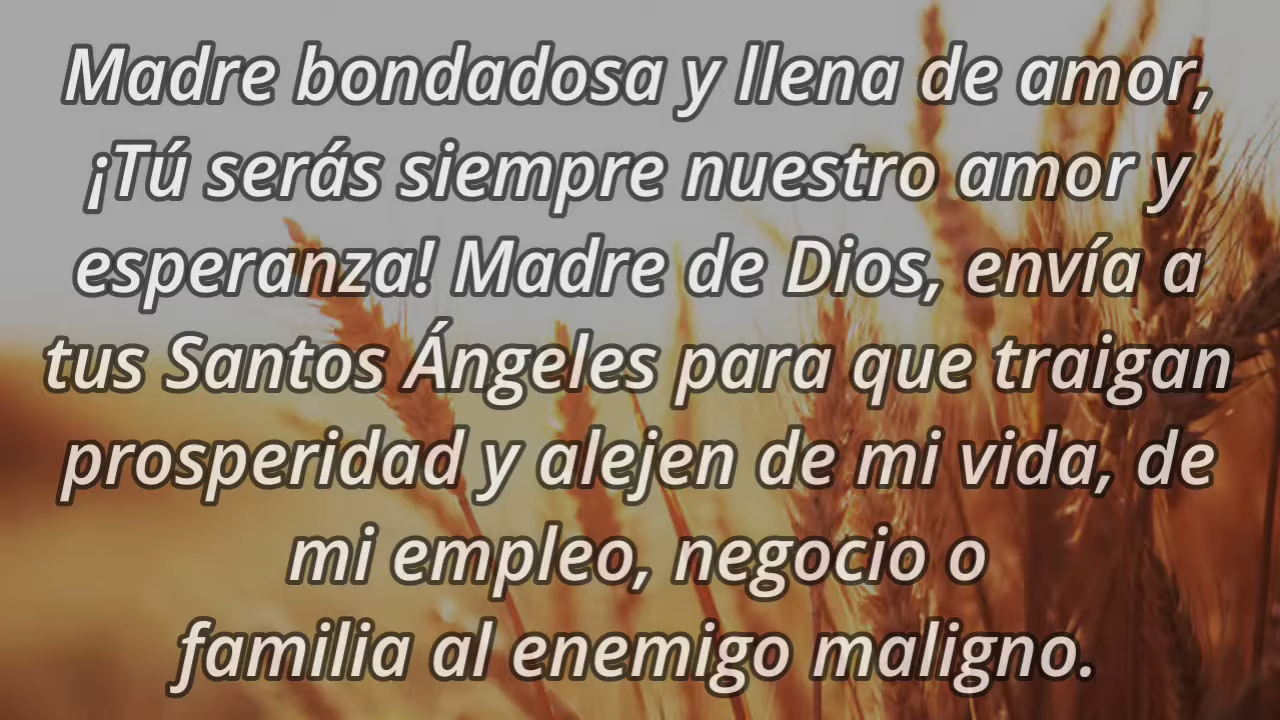 Madre bondadosa y llena de amor,
¡Tú serás siempre nuestro amor y
esperanza! Madre de Dios, envía a
tus Santos Ángeles para que traigan
prosperidad y alejen de mi vida, de
mi empleo, negocio o
familia al enemigo maligno.